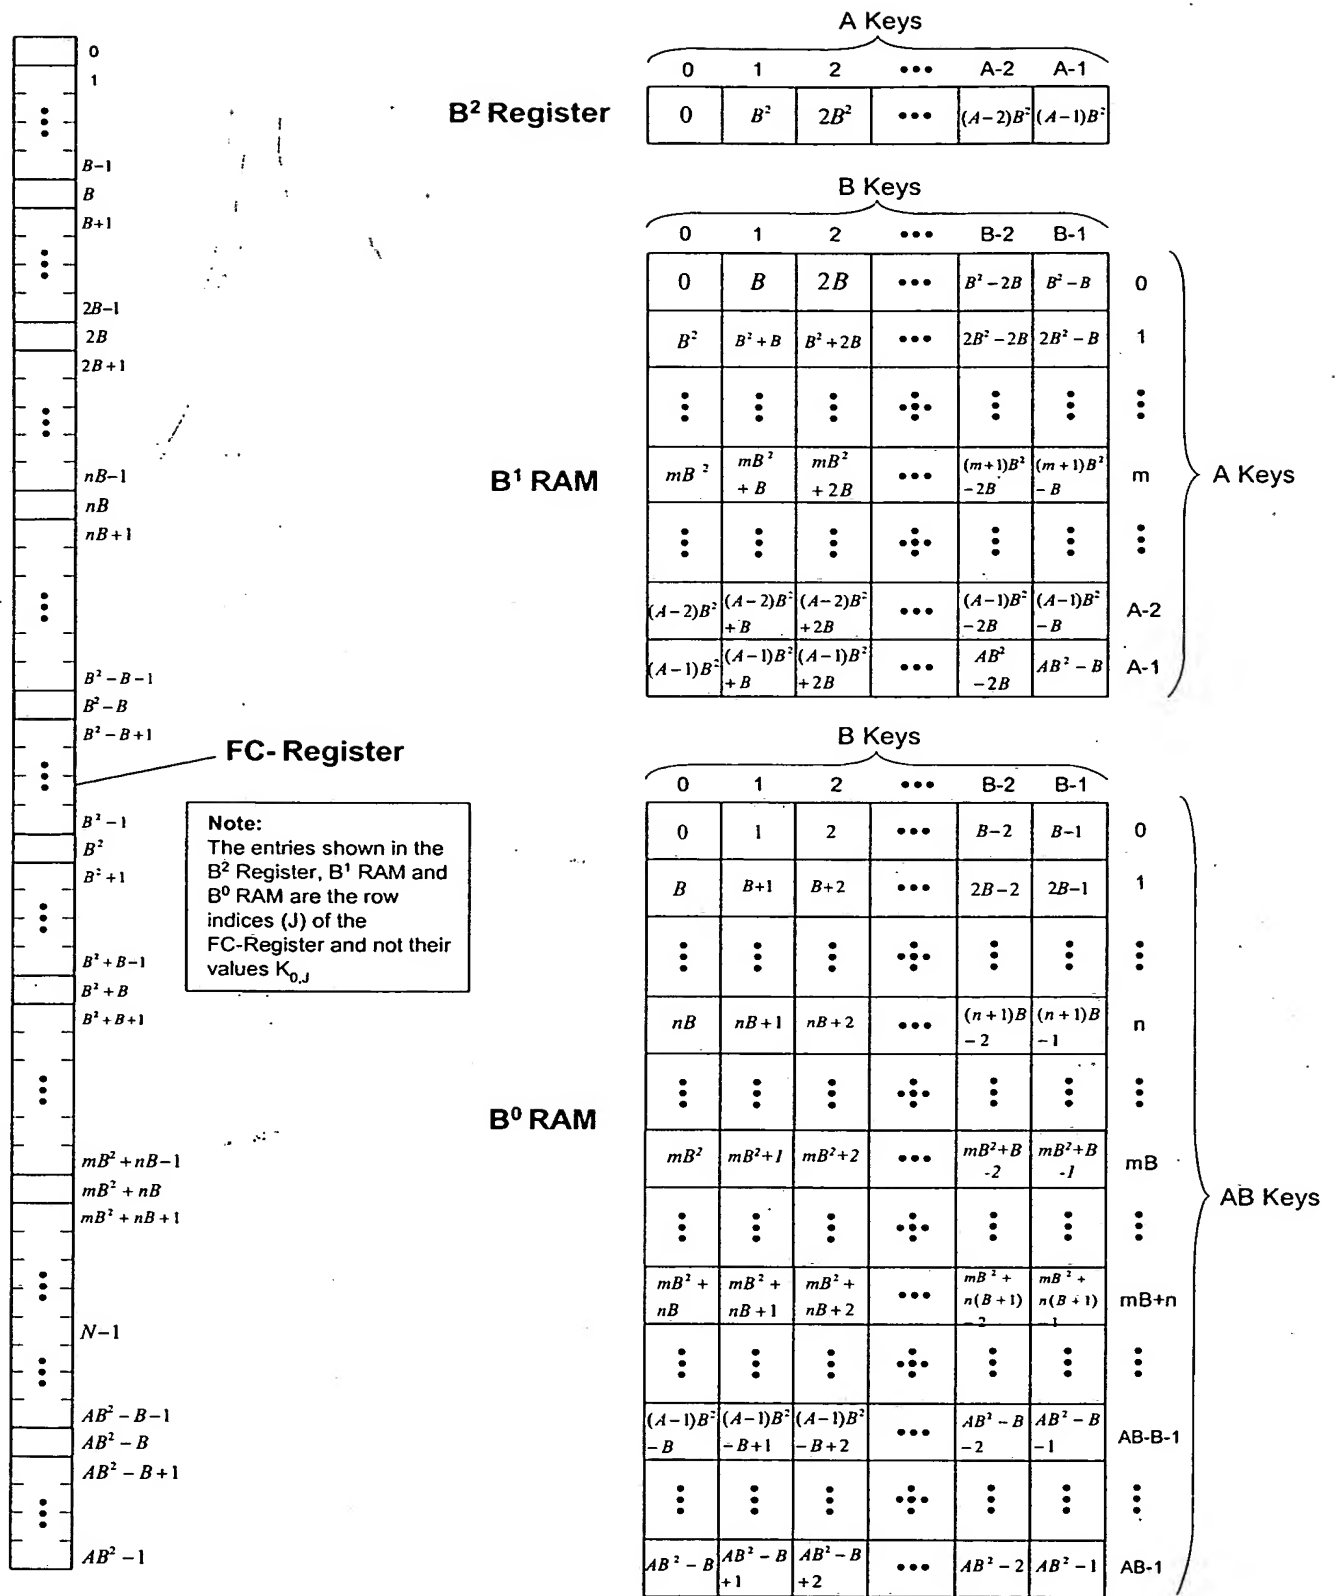 0
1
B-1
B
B+1
2B-1
2B
2B+1
nB-1
nB
nB+1
B² - B - 1
B² - B
B² - B + 1
B² - 1
B²
B² + 1
B² + B - 1
B² + B
B² + B + 1
mB² + nB - 1
mB² + nB
mB² + nB + 1
N-1
AB² - B - 1
AB² - B
AB² - B + 1
AB² - 1
FC- Register
Note:
The entries shown in the
B² Register, B¹ RAM and
B⁰ RAM are the row
indices (J) of the
FC-Register and not their
values K₀,J
A Keys
0 1 2 ••• A-2 A-1
B² Register
0 B² 2B² ••• (A-2)B² (A-1)B²
B Keys
0 1 2 ••• B-2 B-1
0 B 2B ••• B² - 2B B² - B 0
B² B² + B B² + 2B ••• 2B² - 2B 2B² - B 1
B¹ RAM
mB² mB² + B mB² + 2B ••• (m+1)B² - 2B (m+1)B² - B m
A Keys
(A-2)B² (A-2)B² + B (A-2)B² + 2B ••• (A-1)B² - 2B (A-1)B² - B A-2
(A-1)B² (A-1)B² + B (A-1)B² + 2B ••• AB² - 2B AB² - B A-1
B Keys
0 1 2 ••• B-2 B-1
0 1 2 ••• B-2 B-1 0
B B+1 B+2 ••• 2B-2 2B-1 1
nB nB+1 nB+2 ••• (n+1)B - 2 (n+1)B - 1 n
B⁰ RAM
mB² mB²+1 mB²+2 ••• mB²+B -2 mB²+B -1 mB
AB Keys
mB² + nB mB² + nB+1 mB² + nB+2 ••• mB² + n(B+1) - 2 mB² + n(B+1) - 1 mB+n
(A-1)B² - B (A-1)B² - B+1 (A-1)B² - B+2 ••• AB² - B - 2 AB² - B - 1 AB-B-1
AB² - B AB² - B + 1 AB² - B + 2 ••• AB² - 2 AB² - 1 AB-1